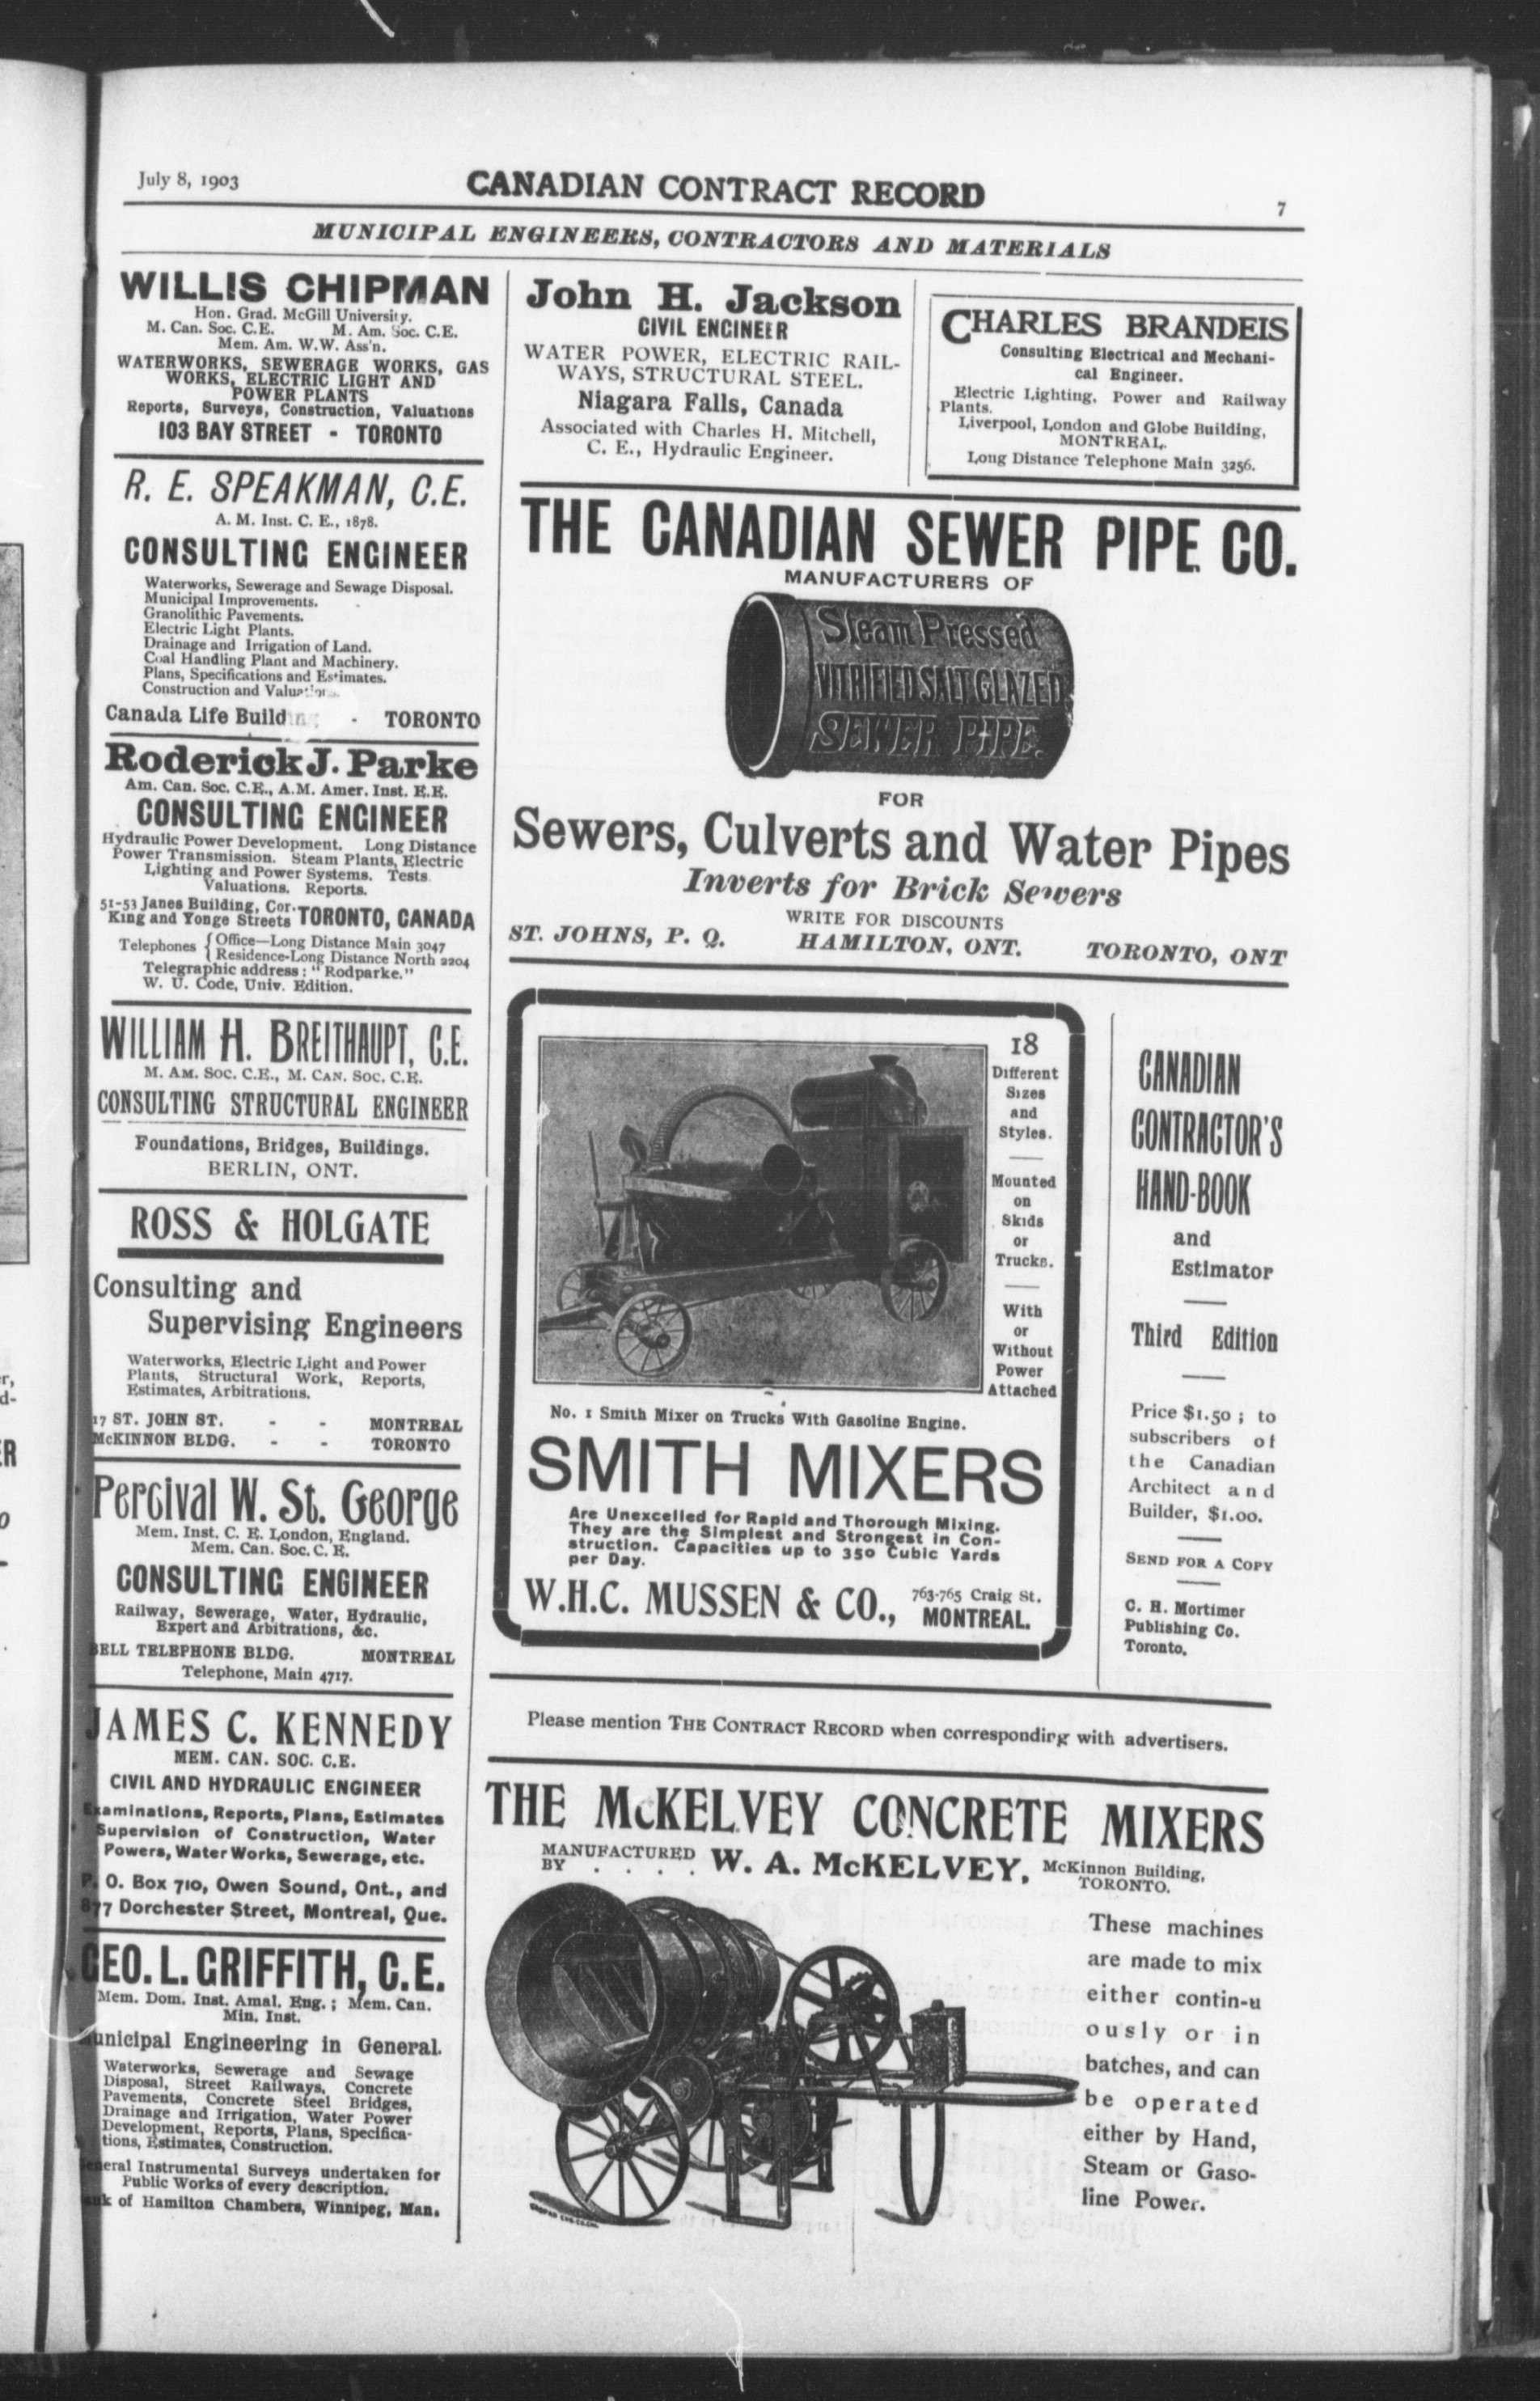 July 8, 1903
CANADIAN CONTRACT RECORD
7
MUNICIPAL ENGINEERS, CONTRACTORS AND MATERIALS
WILLIS CHIPMAN
Hon. Grad. McGill University.
M. Can. Soc. C.E. M. Am. Soc. C.E.
Mem. Am. W.W. Ass'n.
WATERWORKS, SEWERAGE WORKS, GAS
WORKS, ELECTRIC LIGHT AND
POWER PLANTS
Reports, Surveys, Construction, Valuations
103 BAY STREET - TORONTO
R. E. SPEAKMAN, C.E.
A. M. Inst. C. E., 1878.
CONSULTING ENGINEER
Waterworks, Sewerage and Sewage Disposal.
Municipal Improvements.
Granolithic Pavements.
Electric Light Plants.
Drainage and Irrigation of Land.
Coal Handling Plant and Machinery.
Plans, Specifications and Estimates.
Construction and Valuations.
Canada Life Building - TORONTO
Roderick J. Parke
Am. Can. Soc. C.E., A.M. Amer. Inst. E.E.
CONSULTING ENGINEER
Hydraulic Power Development. Long Distance
Power Transmission. Steam Plants, Electric
Lighting and Power Systems. Tests.
Valuations. Reports.
51-53 Janes Building, Cor.
King and Yonge Streets TORONTO, CANADA
Telephones { Office—Long Distance Main 3047
Residence-Long Distance North 2204
Telegraphic address : " Rodparke."
W. U. Code, Univ. Edition.
WILLIAM H. BREITHAUPT, C.E.
M. AM. SOC. C.E., M. CAN. SOC. C.E.
CONSULTING STRUCTURAL ENGINEER
Foundations, Bridges, Buildings.
BERLIN, ONT.
ROSS & HOLGATE
Consulting and
Supervising Engineers
Waterworks, Electric Light and Power
Plants, Structural Work, Reports,
Estimates, Arbitrations.
17 ST. JOHN ST. - - MONTREAL
McKINNON BLDG. - - TORONTO
Percival W. St. George
Mem. Inst. C. E. London, England.
Mem. Can. Soc. C. E.
CONSULTING ENGINEER
Railway, Sewerage, Water, Hydraulic,
Expert and Arbitrations, &c.
BELL TELEPHONE BLDG. MONTREAL
Telephone, Main 4717.
JAMES C. KENNEDY
MEM. CAN. SOC. C.E.
CIVIL AND HYDRAULIC ENGINEER
Examinations, Reports, Plans, Estimates
Supervision of Construction, Water
Powers, Water Works, Sewerage, etc.
P. O. Box 710, Owen Sound, Ont., and
877 Dorchester Street, Montreal, Que.
GEO. L. GRIFFITH, C.E.
Mem. Dom. Inst. Amal. Eng. ; Mem. Can.
Min. Inst.
Municipal Engineering in General.
Waterworks, Sewerage and Sewage
Disposal, Street Railways, Concrete
Pavements, Concrete Steel Bridges,
Drainage and Irrigation, Water Power
Development, Reports, Plans, Specifica-
tions, Estimates, Construction.
General Instrumental Surveys undertaken for
Public Works of every description.
Bank of Hamilton Chambers, Winnipeg, Man.
John H. Jackson
CIVIL ENGINEER
WATER POWER, ELECTRIC RAIL-
WAYS, STRUCTURAL STEEL.
Niagara Falls, Canada
Associated with Charles H. Mitchell,
C. E., Hydraulic Engineer.
CHARLES BRANDEIS
Consulting Electrical and Mechani-
cal Engineer.
Electric Lighting, Power and Railway
Plants.
Liverpool, London and Globe Building,
MONTREAL.
Long Distance Telephone Main 3256.
THE CANADIAN SEWER PIPE CO.
MANUFACTURERS OF
Steam Pressed
VITRIFIED SALT GLAZED
SEWER PIPE.
FOR
Sewers, Culverts and Water Pipes
Inverts for Brick Sewers
WRITE FOR DISCOUNTS
ST. JOHNS, P. Q. HAMILTON, ONT. TORONTO, ONT
18
Different
Sizes
and
Styles.
Mounted
on
Skids
or
Trucks.
With
or
Without
Power
Attached
No. 1 Smith Mixer on Trucks With Gasoline Engine.
SMITH MIXERS
Are Unexcelled for Rapid and Thorough Mixing.
They are the Simplest and Strongest in Con-
struction. Capacities up to 350 Cubic Yards
per Day.
W.H.C. MUSSEN & CO., 763-765 Craig St.
MONTREAL.
CANADIAN
CONTRACTOR'S
HAND-BOOK
and
Estimator
Third Edition
Price $1.50 ; to
subscribers of
the Canadian
Architect and
Builder, $1.00.
SEND FOR A COPY
C. H. Mortimer
Publishing Co.
Toronto.
Please mention THE CONTRACT RECORD when corresponding with advertisers.
THE McKELVEY CONCRETE MIXERS
MANUFACTURED
BY . . . . W. A. McKELVEY, McKinnon Building,
TORONTO.
These machines
are made to mix
either contin-u
ously or in
batches, and can
be operated
either by Hand,
Steam or Gaso-
line Power.